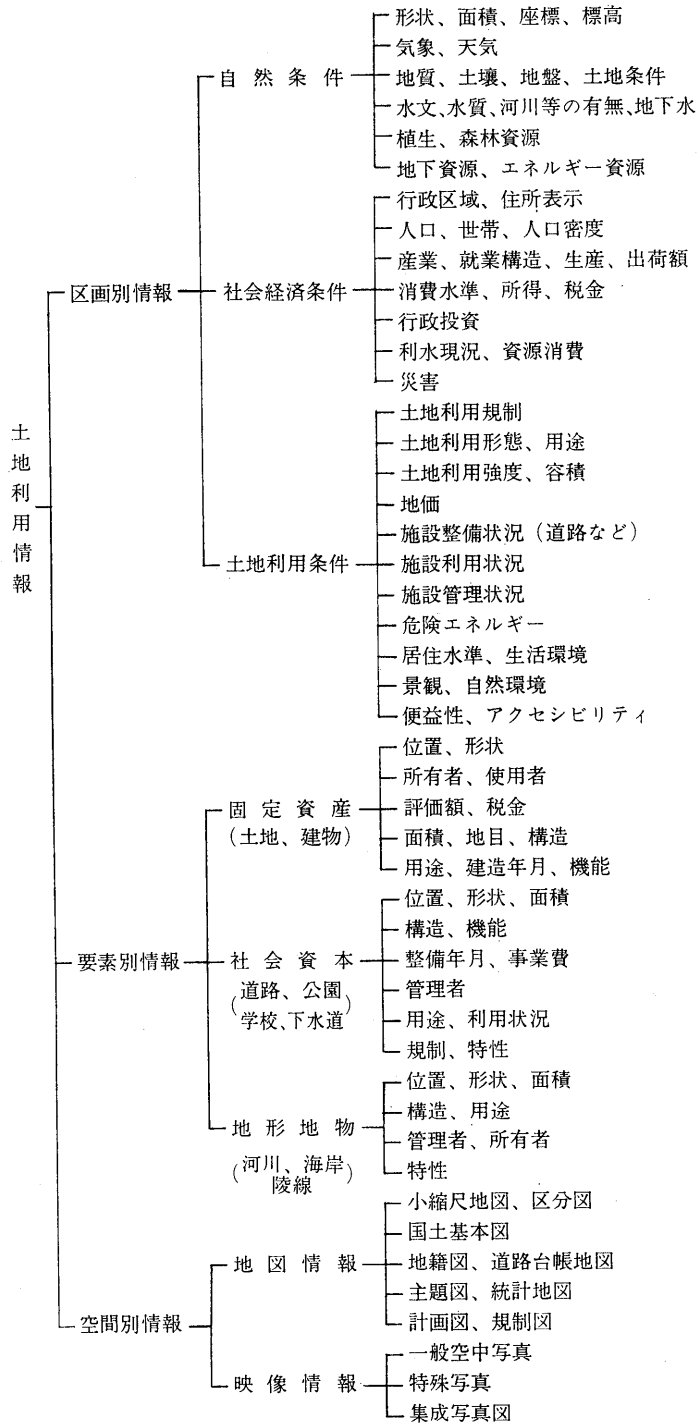 土地利用情報
区画別情報
自然条件
形状、面積、座標、標高
気象、天気
地質、土壌、地盤、土地条件
水文、水質、河川等の有無、地下水
植生、森林資源
地下資源、エネルギー資源
社会経済条件
行政区域、住所表示
人口、世帯、人口密度
産業、就業構造、生産、出荷額
消費水準、所得、税金
行政投資
利水現況、資源消費
災害
土地利用条件
土地利用規制
土地利用形態、用途
土地利用強度、容積
地価
施設整備状況（道路など）
施設利用状況
施設管理状況
危険エネルギー
居住水準、生活環境
景観、自然環境
便益性、アクセシビリティ
要素別情報
固定資産
（土地、建物）
位置、形状
所有者、使用者
評価額、税金
面積、地目、構造
用途、建造年月、機能
社会資本
（道路、公園
学校、下水道）
位置、形状、面積
構造、機能
整備年月、事業費
管理者
用途、利用状況
規制、特性
地形地物
（河川、海岸
陵線）
位置、形状、面積
構造、用途
管理者、所有者
特性
空間別情報
地図情報
小縮尺地図、区分図
国土基本図
地籍図、道路台帳地図
主題図、統計地図
計画図、規制図
映像情報
一般空中写真
特殊写真
集成写真図